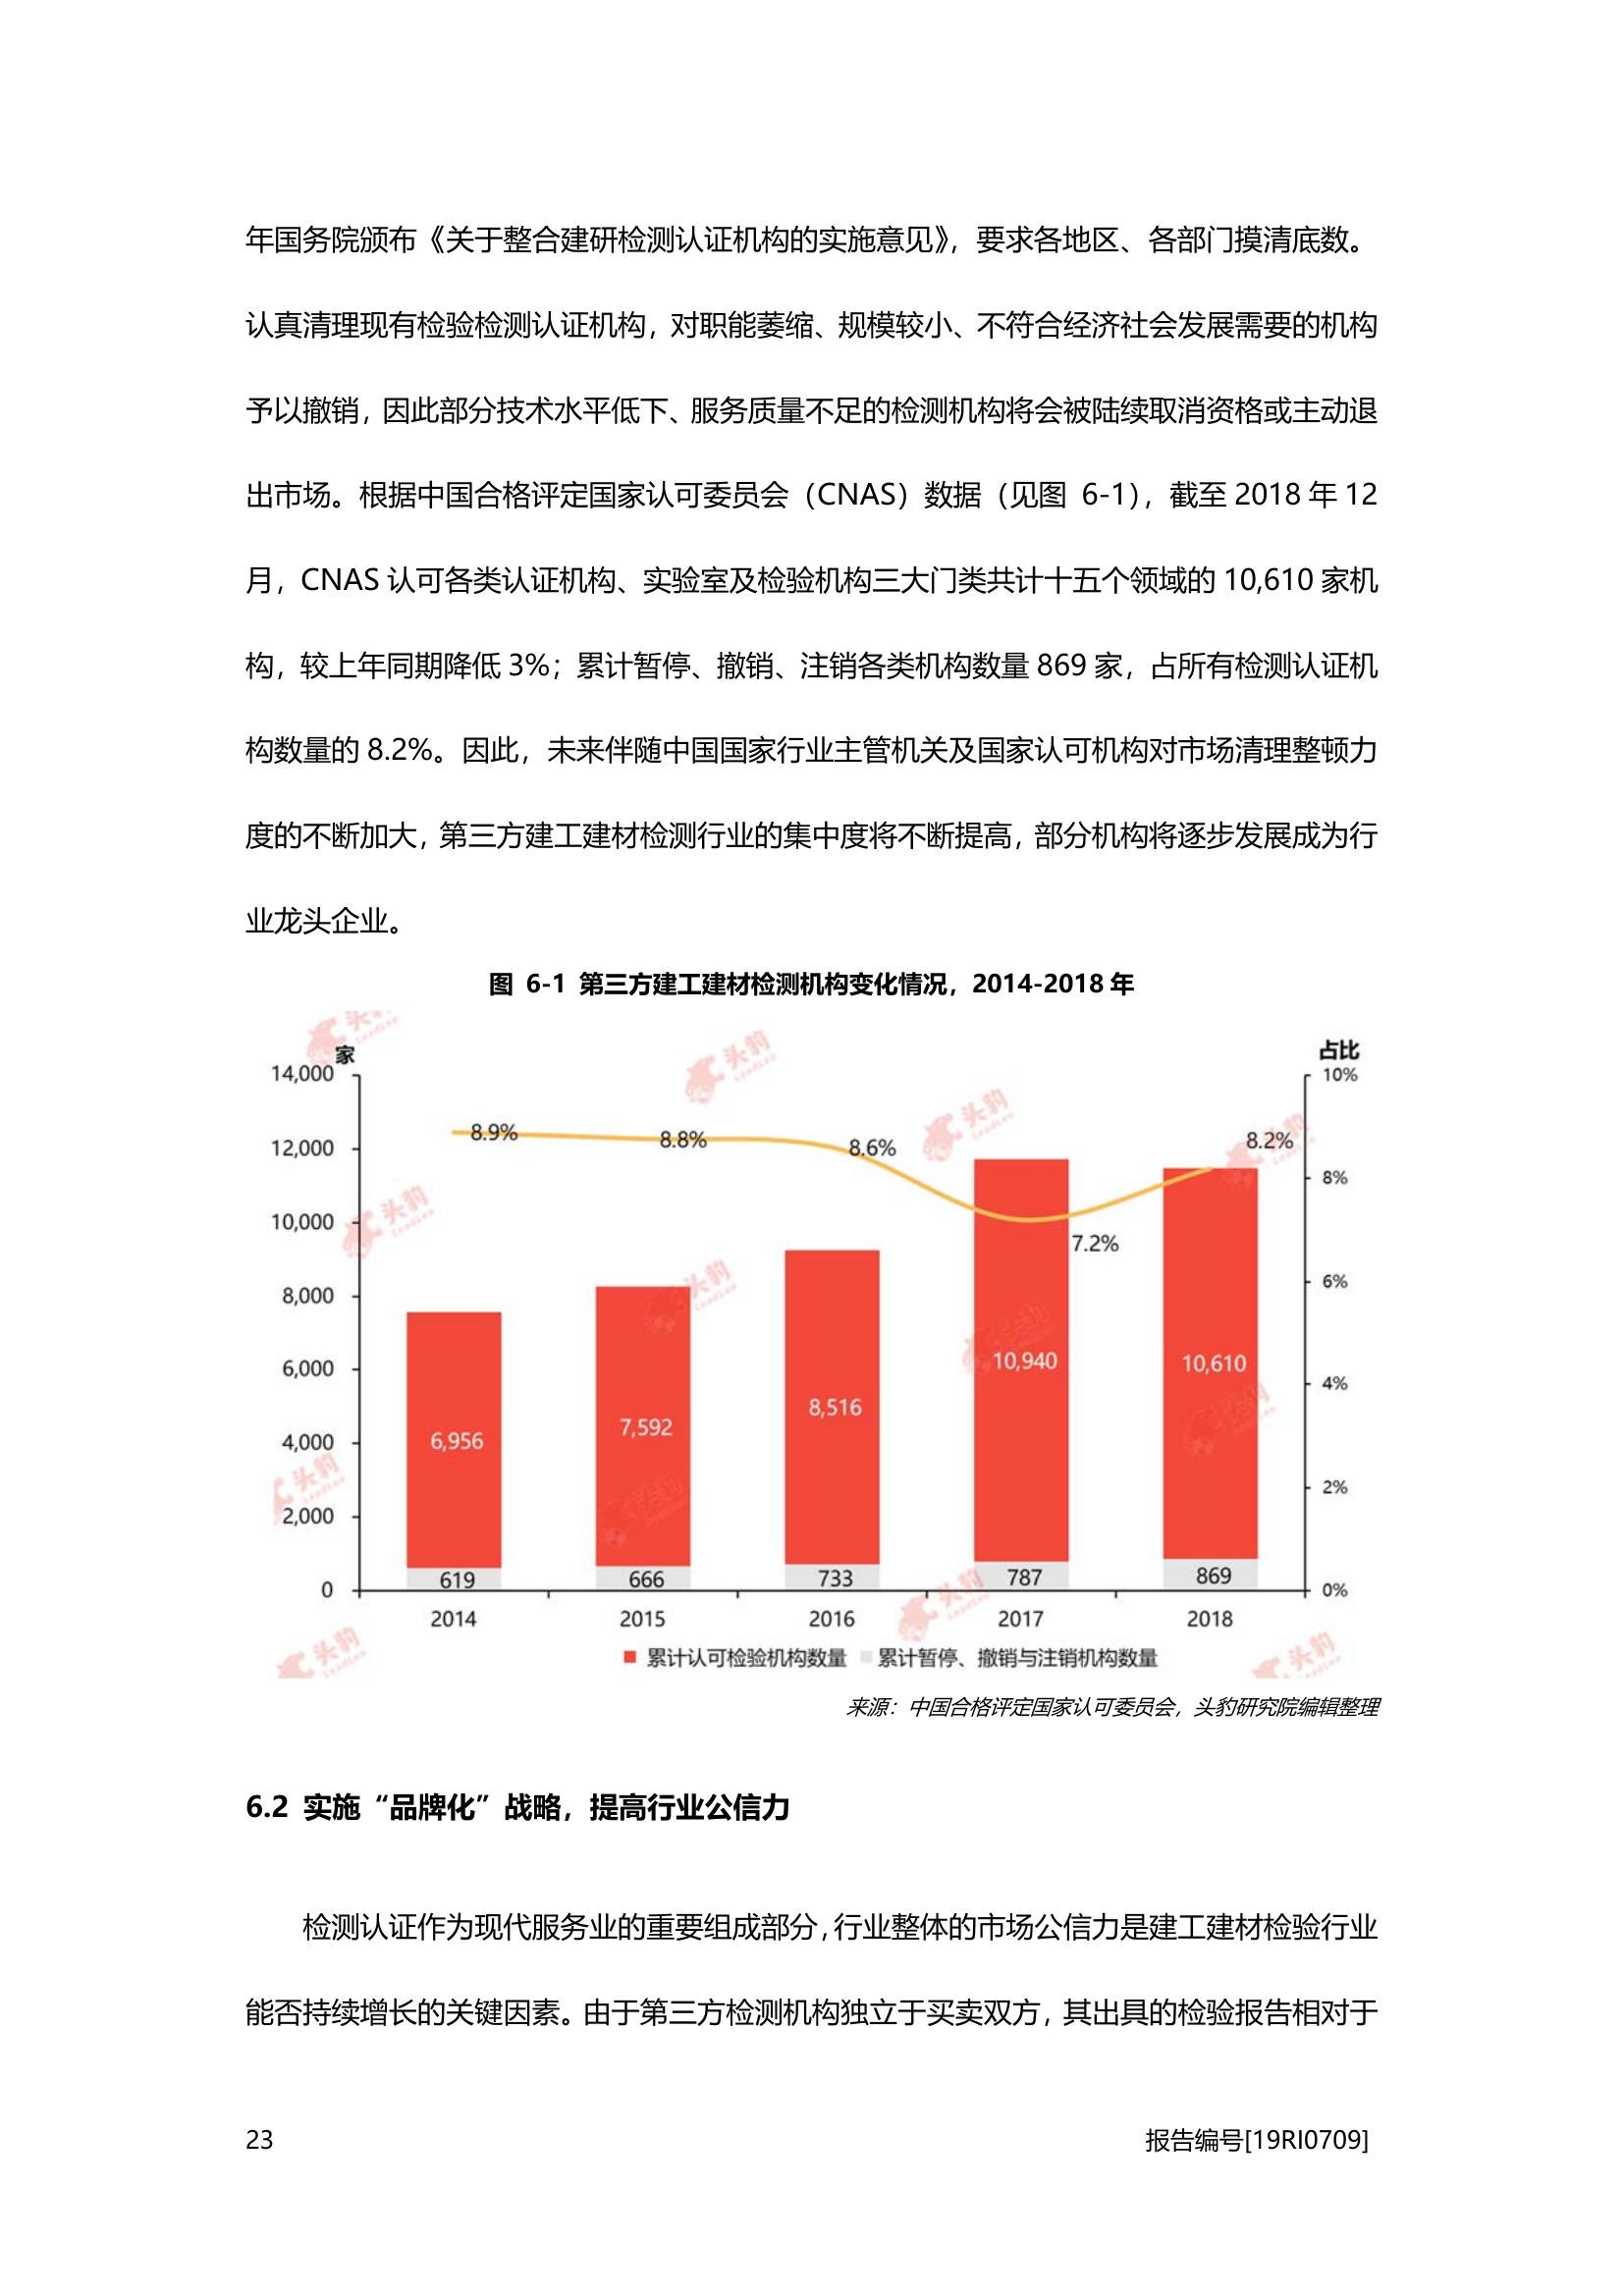 年国务院颁布《关于整合建研检测认证机构的实施意见》，要求各地区、各部门摸清底数。
认真清理现有检验检测认证机构，对职能萎缩、规模较小、不符合经济社会发展需要的机构
予以撤销，因此部分技术水平低下、服务质量不足的检测机构将会被陆续取消资格或主动退
出市场。根据中国合格评定国家认可委员会（CNAS）数据（见图 6-1），截至 2018 年 12
月，CNAS 认可各类认证机构、实验室及检验机构三大门类共计十五个领域的 10,610 家机
构，较上年同期降低 3%；累计暂停、撤销、注销各类机构数量 869 家，占所有检测认证机
构数量的 8.2%。因此，未来伴随中国国家行业主管机关及国家认可机构对市场清理整顿力
度的不断加大，第三方建工建材检测行业的集中度将不断提高，部分机构将逐步发展成为行
业龙头企业。
图 6-1 第三方建工建材检测机构变化情况，2014-2018 年
家 占比
14,000 10%
12,000 8.9% 8.8% 8.6% 8.2%
8%
10,000 7.2%
8,000 6%
6,000 10,940 10,610 4%
4,000 6,956 7,592 8,516
2,000 2%
0 619 666 733 787 869 0%
2014 2015 2016 2017 2018
累计认可检验机构数量 累计暂停、撤销与注销机构数量
头豹 LeadLeo
来源：中国合格评定国家认可委员会，头豹研究院编辑整理
6.2 实施“品牌化”战略，提高行业公信力
检测认证作为现代服务业的重要组成部分，行业整体的市场公信力是建工建材检验行业
能否持续增长的关键因素。由于第三方检测机构独立于买卖双方，其出具的检验报告相对于
23 报告编号[19RI0709]